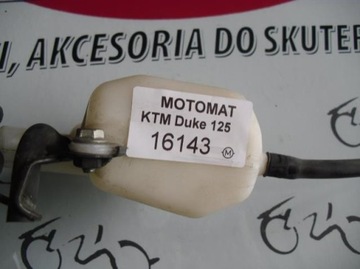 I, AKCESORIA DO SKUTER
MOTOMAT
KTM Duke 125
16143 M